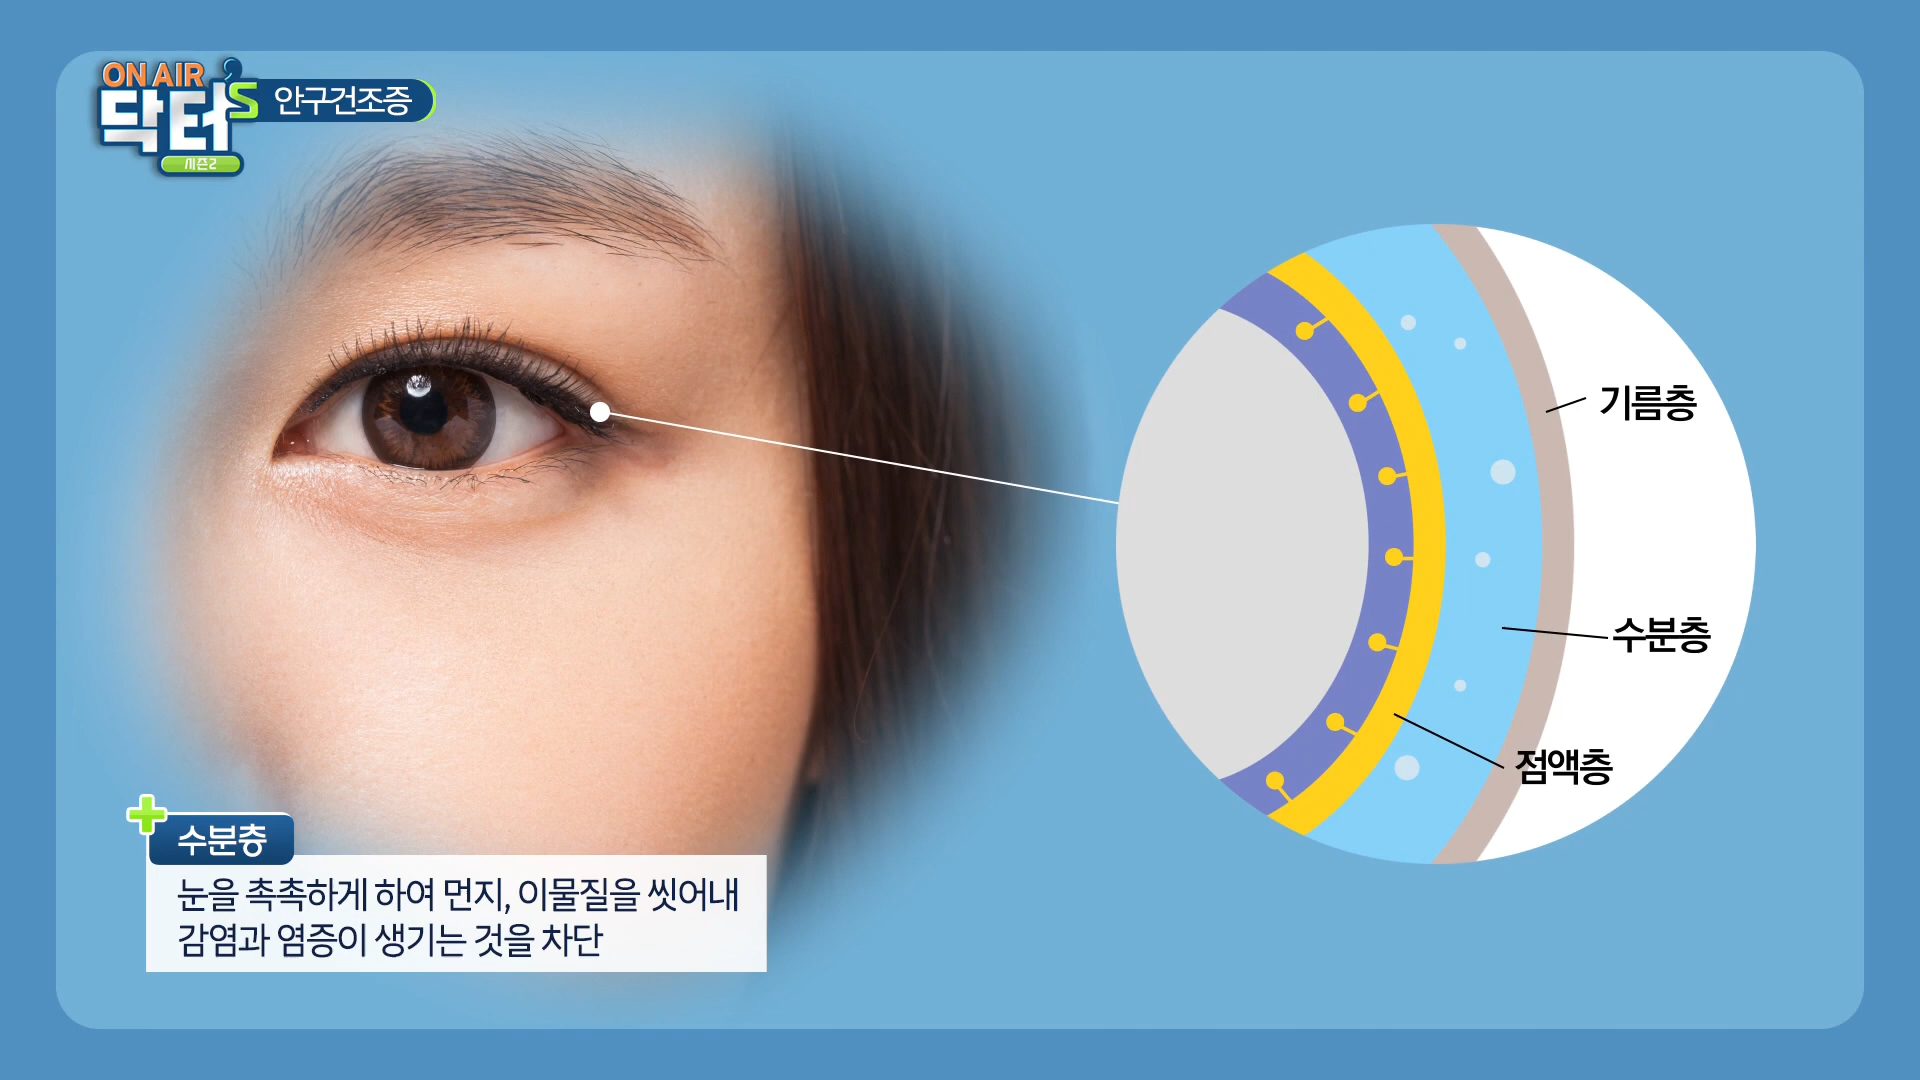 ON AIR
닥터's
시즌2
안구건조증
기름층
수분층
점액층
수분층
눈을 촉촉하게 하여 먼지, 이물질을 씻어내
감염과 염증이 생기는 것을 차단